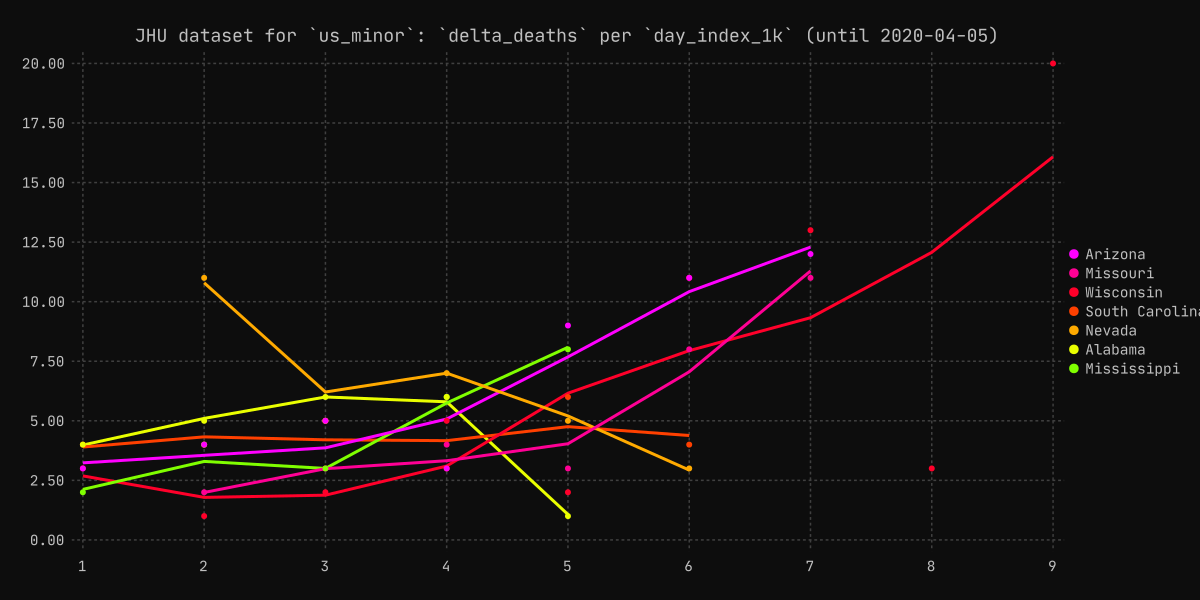 JHU dataset for `us_minor`: `delta_deaths` per `day_index_1k` (until 2020-04-05)
20.00
17.50
15.00
12.50
10.00
7.50
5.00
2.50
0.00
1 2 3 4 5 6 7 8 9
Arizona
Missouri
Wisconsin
South Carolina
Nevada
Alabama
Mississippi